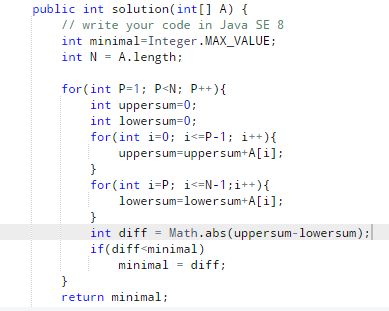 public int solution(int[] A) {
// write your code in Java SE 8
int minimal=Integer.MAX_VALUE;
int N = A.length;
for(int P=1; P<N; P++){
int uppersum=0;
int lowersum=0;
for(int i=0; i<=P-1; i++){
uppersum=uppersum+A[i];
}
for(int i=P; i<=N-1;i++){
lowersum=lowersum+A[i];
}
int diff = Math.abs(uppersum-lowersum);
if(diff<minimal)
minimal = diff;
}
return minimal;